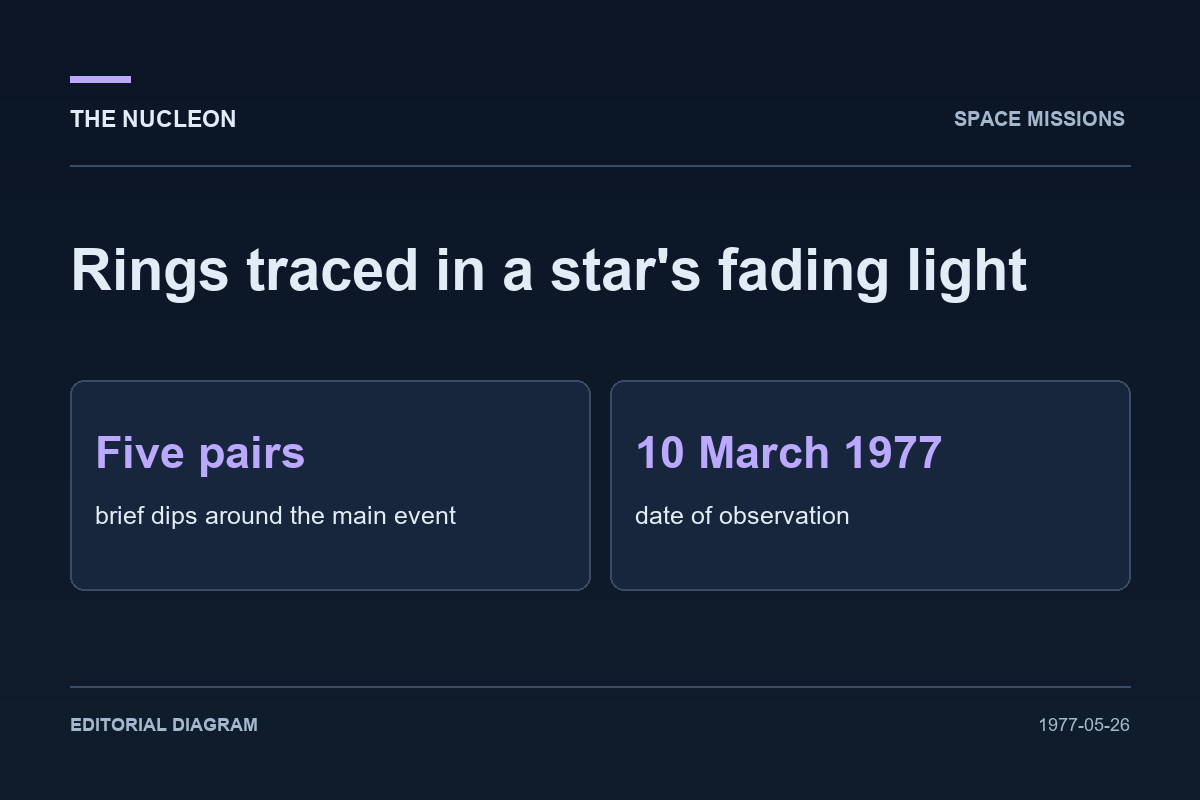 THE NUCLEON
SPACE MISSIONS
Rings traced in a star's fading light
Five pairs
brief dips around the main event
10 March 1977
date of observation
EDITORIAL DIAGRAM
1977-05-26